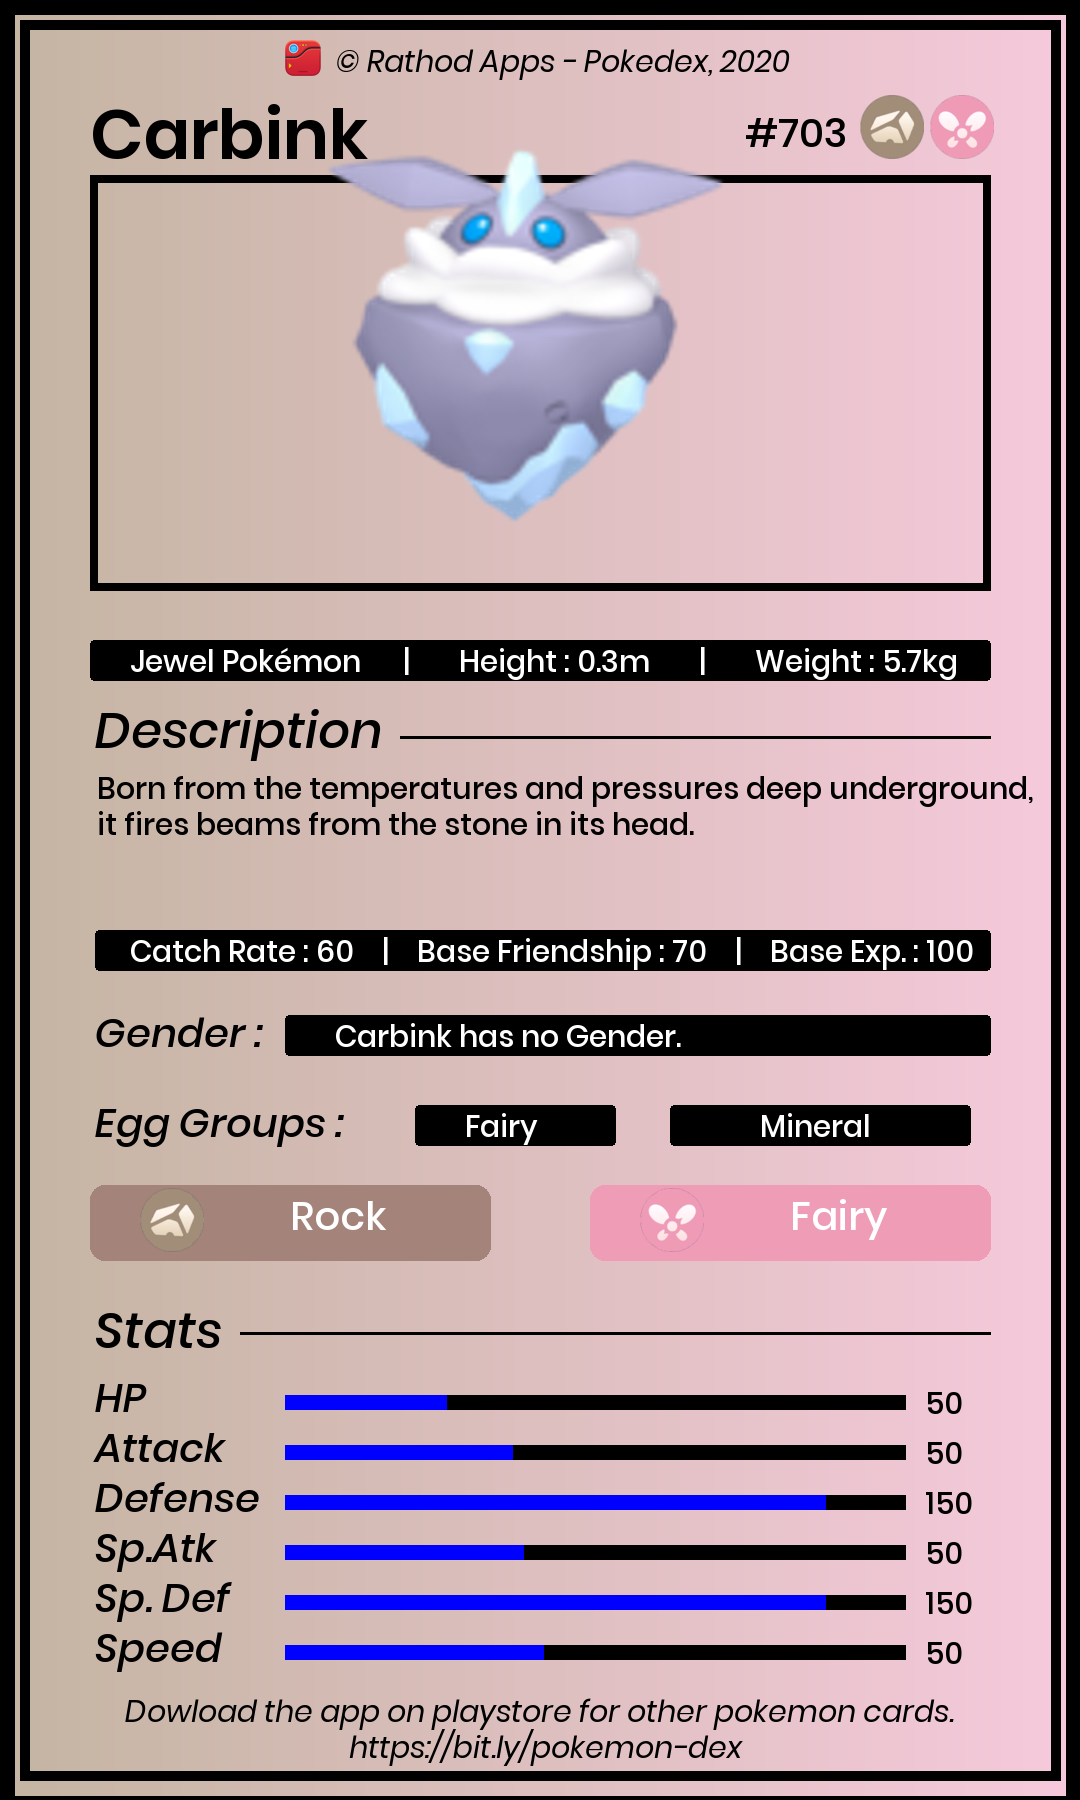 © Rathod Apps - Pokedex, 2020
Carbink #703
Jewel Pokémon | Height : 0.3m | Weight : 5.7kg
Description
Born from the temperatures and pressures deep underground,
it fires beams from the stone in its head.
Catch Rate : 60 | Base Friendship : 70 | Base Exp. : 100
Gender : Carbink has no Gender.
Egg Groups : Fairy Mineral
Rock Fairy
Stats
HP 50
Attack 50
Defense 150
Sp.Atk 50
Sp. Def 150
Speed 50
Dowload the app on playstore for other pokemon cards.
https://bit.ly/pokemon-dex